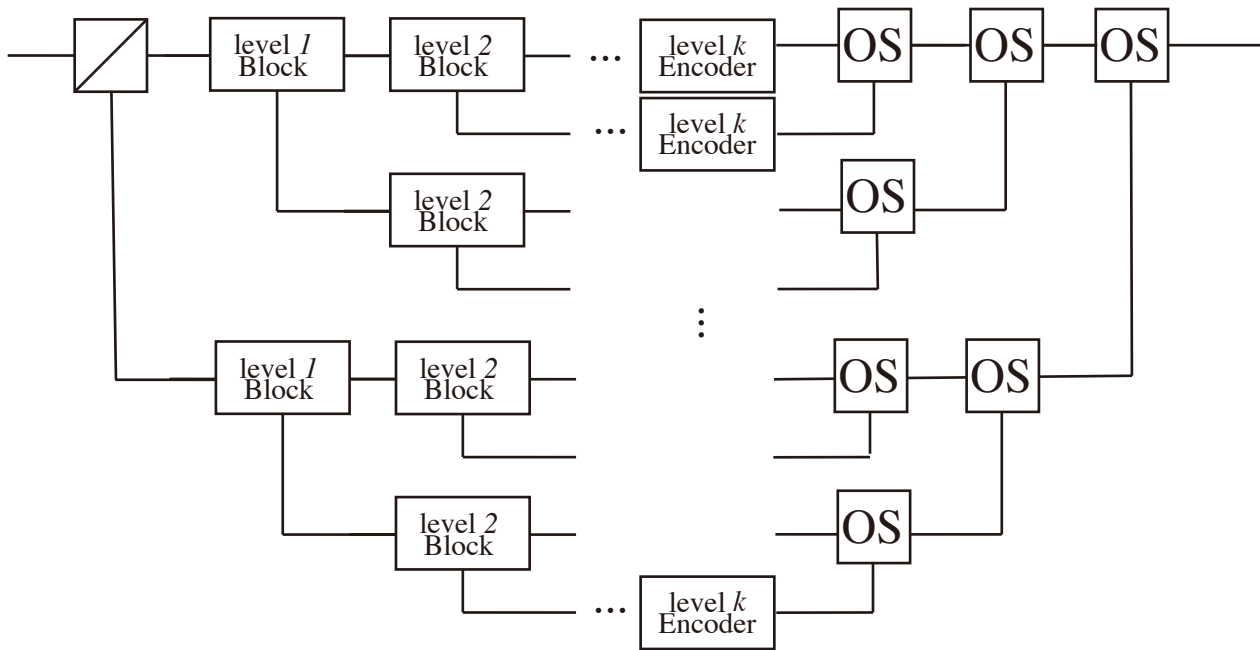 level 1
Block
level 2
Block
...
level k
Encoder
OS
OS
OS
...
level k
Encoder
level 2
Block
OS
⋮
level 1
Block
level 2
Block
OS
OS
level 2
Block
OS
...
level k
Encoder